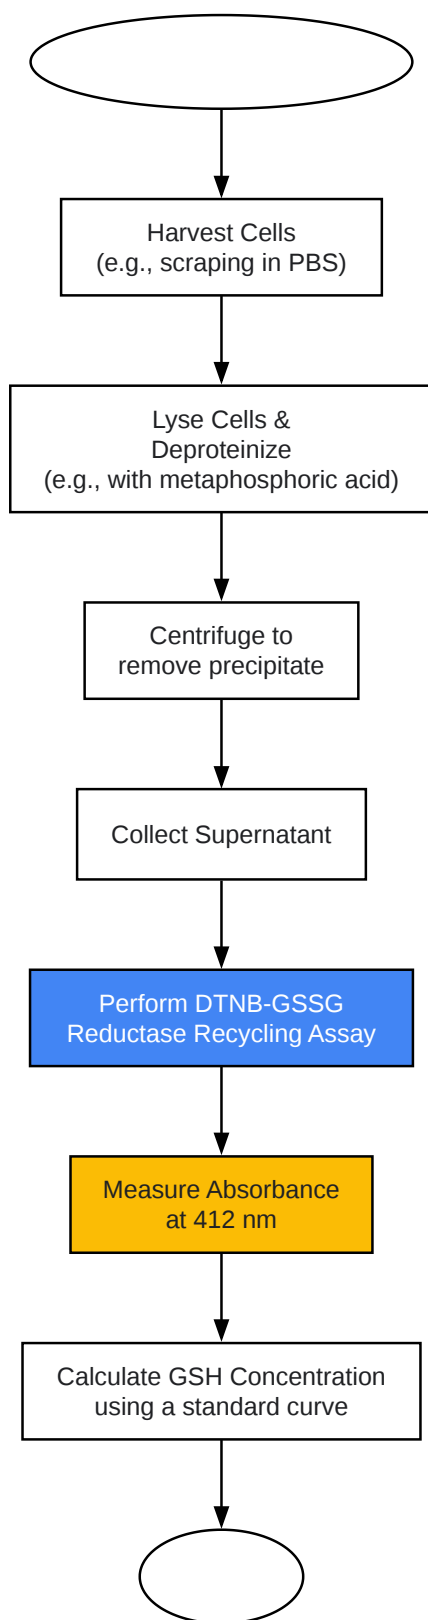 Harvest Cells
(e.g., scraping in PBS)
Lyse Cells &
Deproteinize
(e.g., with metaphosphoric acid)
Centrifuge to
remove precipitate
Collect Supernatant
Perform DTNB-GSSG
Reductase Recycling Assay
Measure Absorbance
at 412 nm
Calculate GSH Concentration
using a standard curve